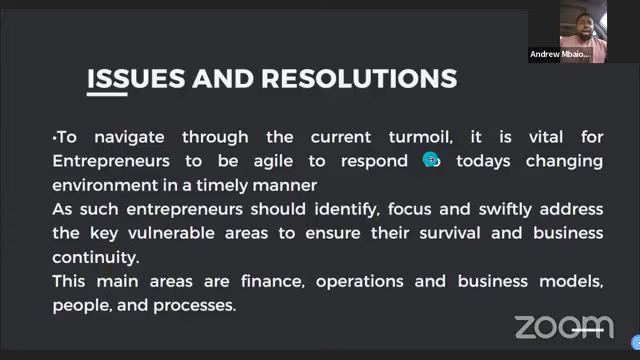 Andrew Mbaio...
ISSUES AND RESOLUTIONS
•To navigate through the current turmoil, it is vital for
Entrepreneurs to be agile to respond to todays changing
environment in a timely manner
As such entrepreneurs should identify, focus and swiftly address
the key vulnerable areas to ensure their survival and business
continuity.
This main areas are finance, operations and business models,
people, and processes.
zoom